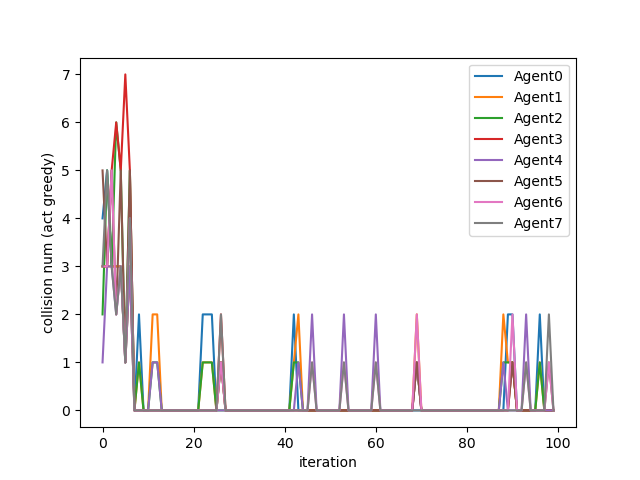 7
6
5
4
3
2
1
0
collision num (act greedy)
0
20
40
60
80
100
iteration
Agent0
Agent1
Agent2
Agent3
Agent4
Agent5
Agent6
Agent7